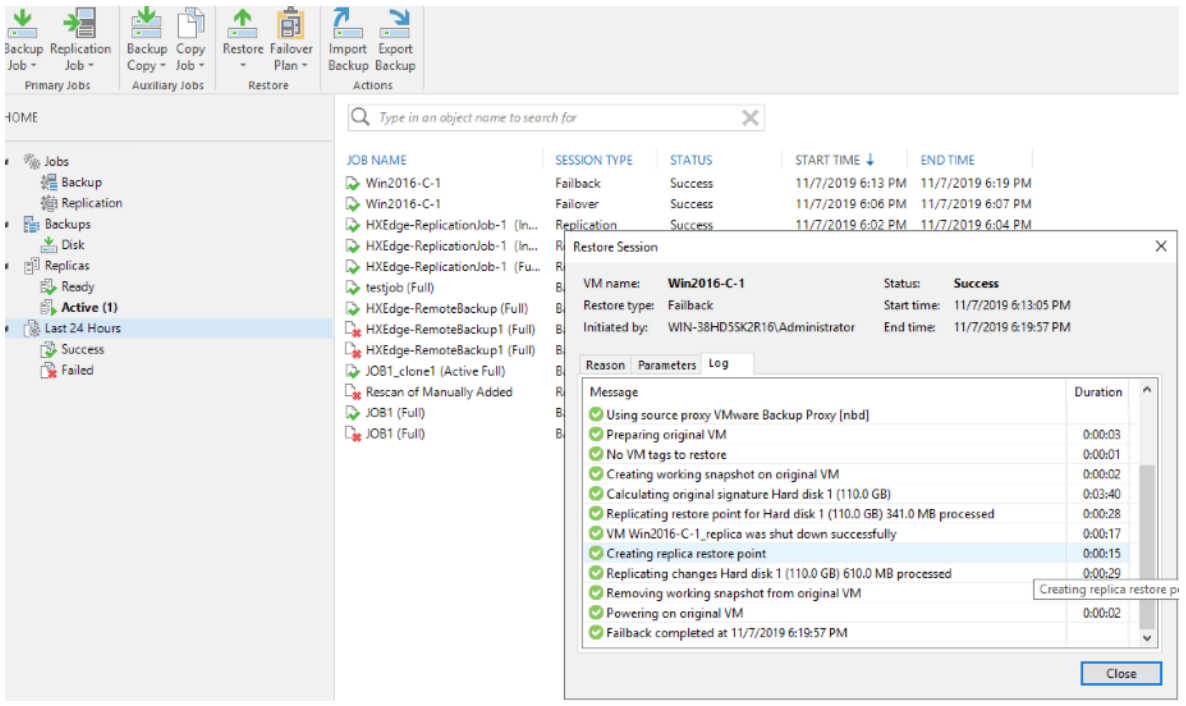 Backup Replication Backup Copy Restore Failover Import Export
Job Job Copy Job Plan Backup Backup
Primary Jobs Auxiliary Jobs Restore Actions
HOME
Type in an object name to search for
Jobs
Backup
Replication
Backups
Disk
Replicas
Ready
Active (1)
Last 24 Hours
Success
Failed
JOB NAME SESSION TYPE STATUS START TIME END TIME
Win2016-C-1 Failback Success 11/7/2019 6:13 PM 11/7/2019 6:19 PM
Win2016-C-1 Failover Success 11/7/2019 6:06 PM 11/7/2019 6:07 PM
HXEdge-ReplicationJob-1 (In... Replication Success 11/7/2019 6:02 PM 11/7/2019 6:04 PM
HXEdge-ReplicationJob-1 (In...
HXEdge-ReplicationJob-1 (Fu...
testjob (Full)
HXEdge-RemoteBackup (Full)
HXEdge-RemoteBackup1 (Full)
HXEdge-RemoteBackup1 (Full)
JOB1_clone1 (Active Full)
Rescan of Manually Added
JOB1 (Full)
JOB1 (Full)
Restore Session
VM name: Win2016-C-1 Status: Success
Restore type: Failback Start time: 11/7/2019 6:13:05 PM
Initiated by: WIN-38HD5SK2R16\Administrator End time: 11/7/2019 6:19:57 PM
Reason Parameters Log
Message Duration
Using source proxy VMware Backup Proxy [nbd]
Preparing original VM 0:00:03
No VM tags to restore 0:00:01
Creating working snapshot on original VM 0:00:02
Calculating original signature Hard disk 1 (110.0 GB) 0:03:40
Replicating restore point for Hard disk 1 (110.0 GB) 341.0 MB processed 0:00:28
VM Win2016-C-1_replica was shut down successfully 0:00:17
Creating replica restore point 0:00:15
Replicating changes Hard disk 1 (110.0 GB) 610.0 MB processed 0:00:29
Removing working snapshot from original VM
Creating replica restore
Powering on original VM 0:00:02
Failback completed at 11/7/2019 6:19:57 PM
Close